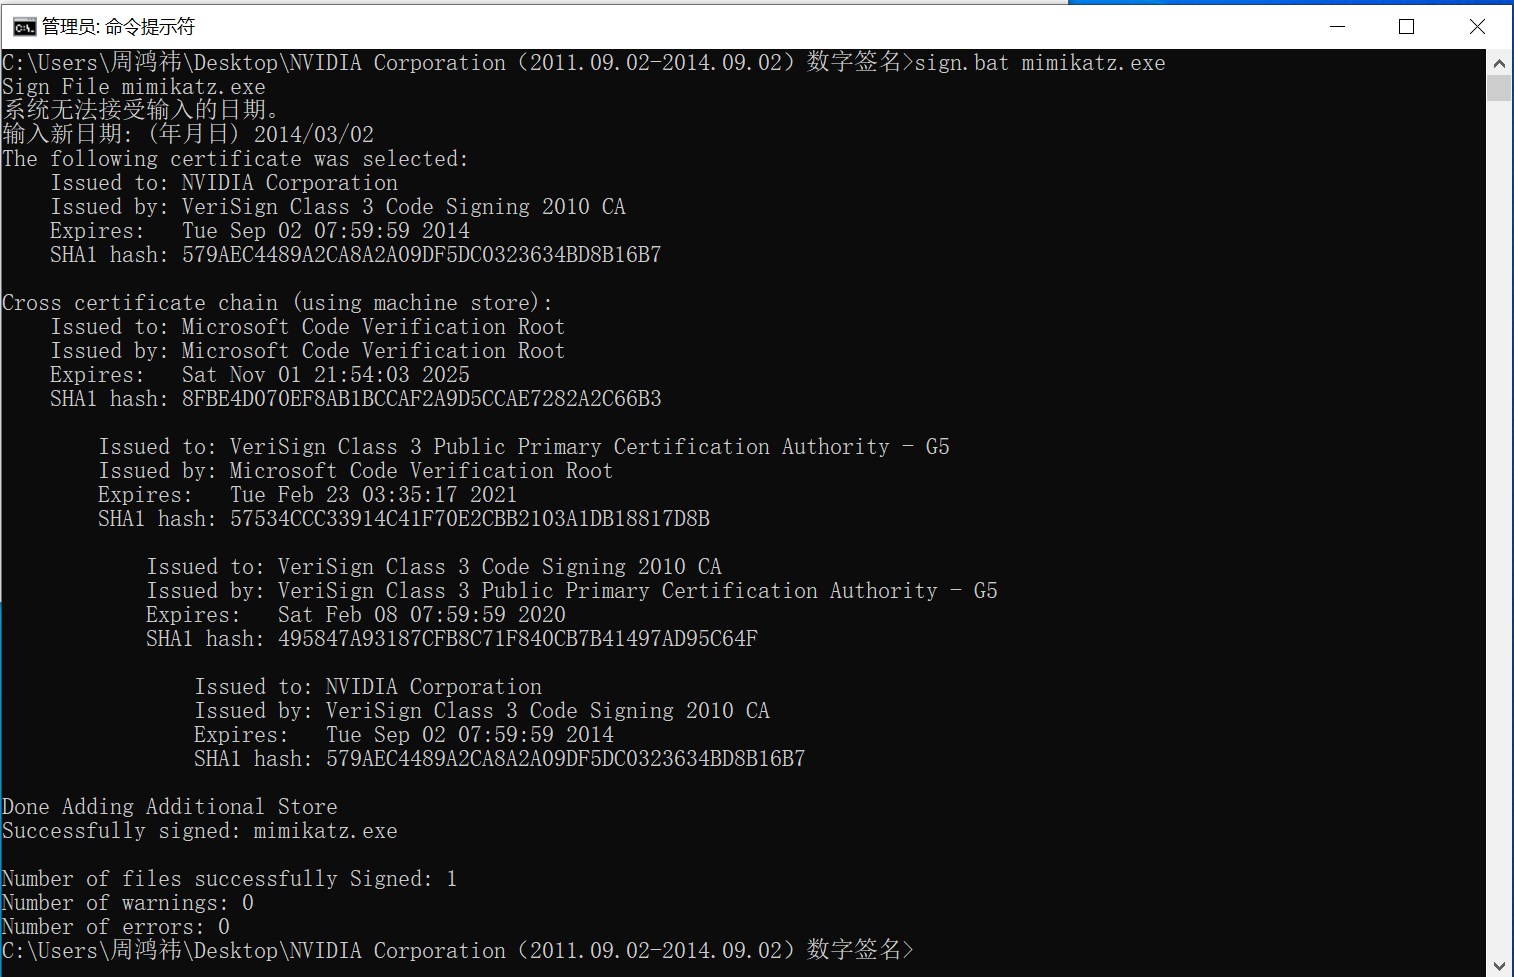 管理员: 命令提示符
C:\Users\周鸿祎\Desktop\NVIDIA Corporation（2011.09.02-2014.09.02）数字签名>sign.bat mimikatz.exe
Sign File mimikatz.exe
系统无法接受输入的日期。
输入新日期: (年月日) 2014/03/02
The following certificate was selected:
    Issued to: NVIDIA Corporation
    Issued by: VeriSign Class 3 Code Signing 2010 CA
    Expires:   Tue Sep 02 07:59:59 2014
    SHA1 hash: 579AEC4489A2CA8A2A09DF5DC0323634BD8B16B7
Cross certificate chain (using machine store):
    Issued to: Microsoft Code Verification Root
    Issued by: Microsoft Code Verification Root
    Expires:   Sat Nov 01 21:54:03 2025
    SHA1 hash: 8FBE4D070EF8AB1BCCAF2A9D5CCAE7282A2C66B3
        Issued to: VeriSign Class 3 Public Primary Certification Authority - G5
        Issued by: Microsoft Code Verification Root
        Expires:   Tue Feb 23 03:35:17 2021
        SHA1 hash: 57534CCC33914C41F70E2CBB2103A1DB18817D8B
            Issued to: VeriSign Class 3 Code Signing 2010 CA
            Issued by: VeriSign Class 3 Public Primary Certification Authority - G5
            Expires:   Sat Feb 08 07:59:59 2020
            SHA1 hash: 495847A93187CFB8C71F840CB7B41497AD95C64F
                Issued to: NVIDIA Corporation
                Issued by: VeriSign Class 3 Code Signing 2010 CA
                Expires:   Tue Sep 02 07:59:59 2014
                SHA1 hash: 579AEC4489A2CA8A2A09DF5DC0323634BD8B16B7
Done Adding Additional Store
Successfully signed: mimikatz.exe
Number of files successfully Signed: 1
Number of warnings: 0
Number of errors: 0
C:\Users\周鸿祎\Desktop\NVIDIA Corporation（2011.09.02-2014.09.02）数字签名>